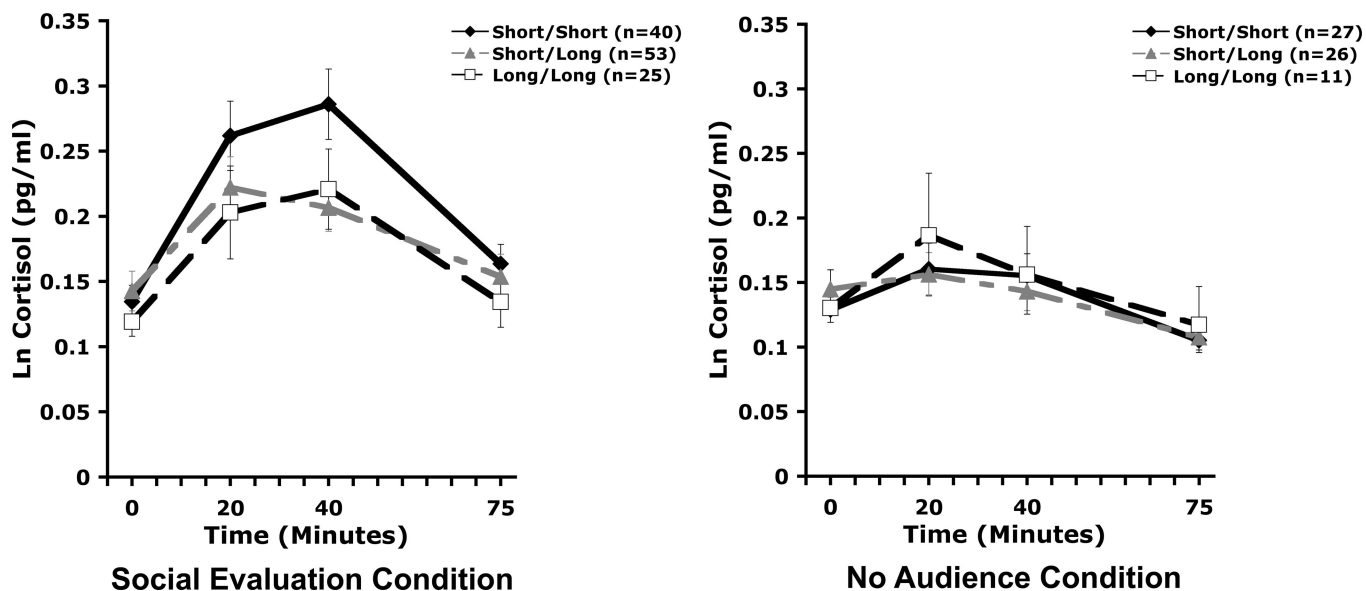 0.35
0.3
0.25
0.2
0.15
0.1
0.05
0
Ln Cortisol (pg/ml)
Short/Short (n=40)
Short/Long (n=53)
Long/Long (n=25)
0 20 40 75
Time (Minutes)
Social Evaluation Condition
0.35
0.3
0.25
0.2
0.15
0.1
0.05
0
Ln Cortisol (pg/ml)
Short/Short (n=27)
Short/Long (n=26)
Long/Long (n=11)
0 20 40 75
Time (Minutes)
No Audience Condition